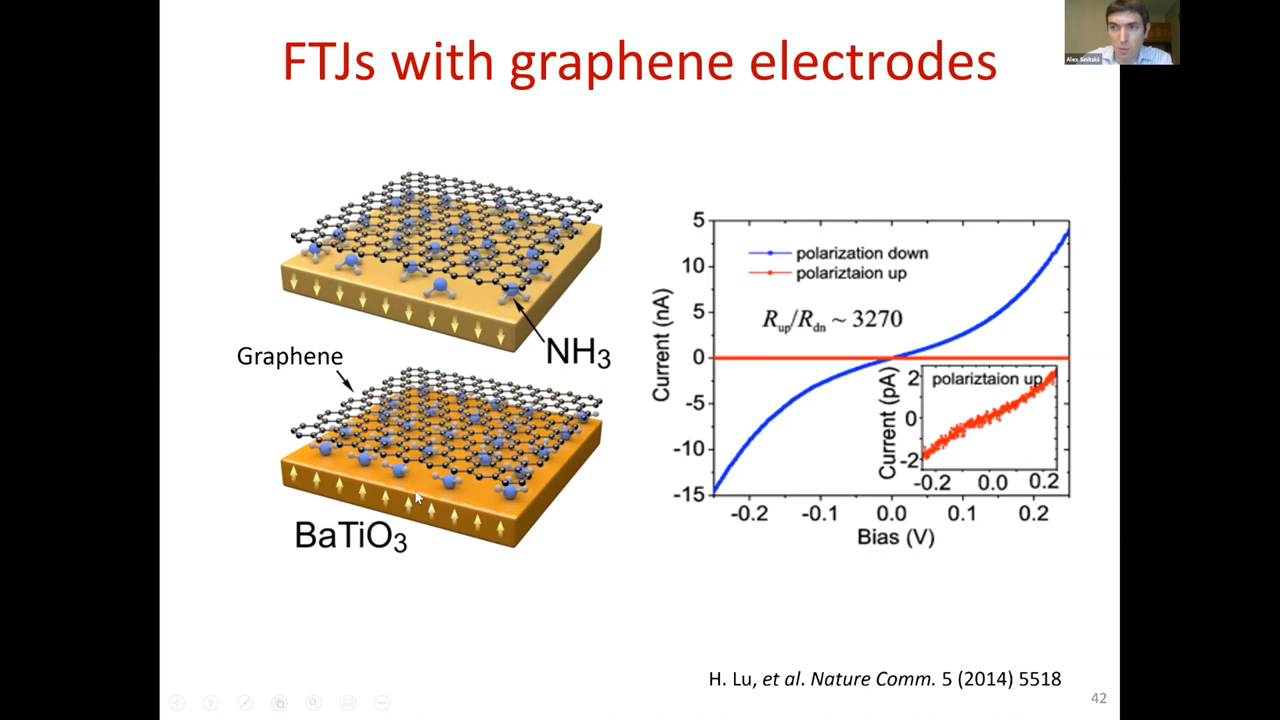 FTJs with graphene electrodes
Alex Sinitskii
NH3
Graphene
BaTiO3
5
10
5
0
-5
-10
-15
Current (nA)
polarization down
polariztaion up
Rup/Rdn ~ 3270
polariztaion up
Current (pA)
2
0
-2
-0.2 0.0 0.2
-0.2 -0.1 0.0 0.1 0.2
Bias (V)
H. Lu, et al. Nature Comm. 5 (2014) 5518
42